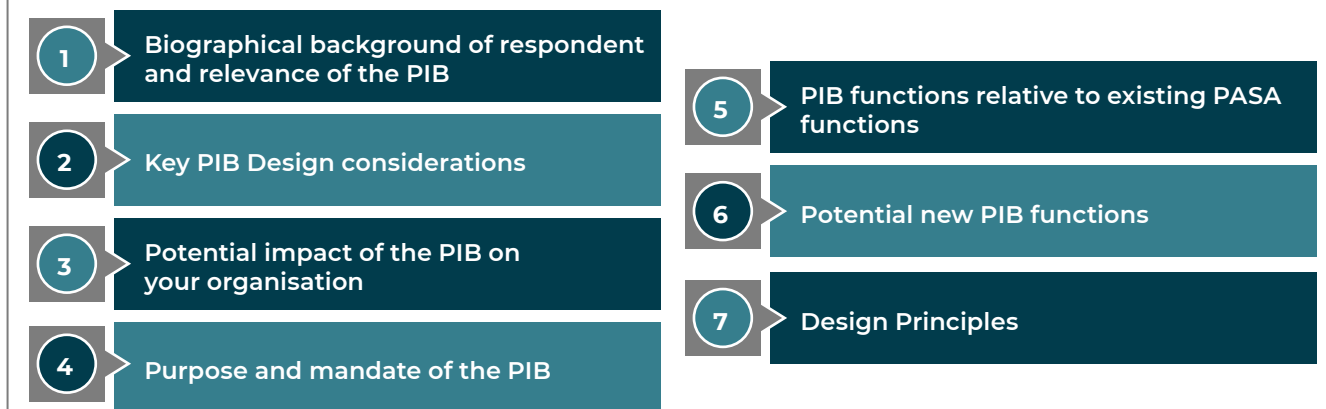 1
Biographical background of respondent
and relevance of the PIB
2
Key PIB Design considerations
3
Potential impact of the PIB on
your organisation
4
Purpose and mandate of the PIB
5
PIB functions relative to existing PASA
functions
6
Potential new PIB functions
7
Design Principles